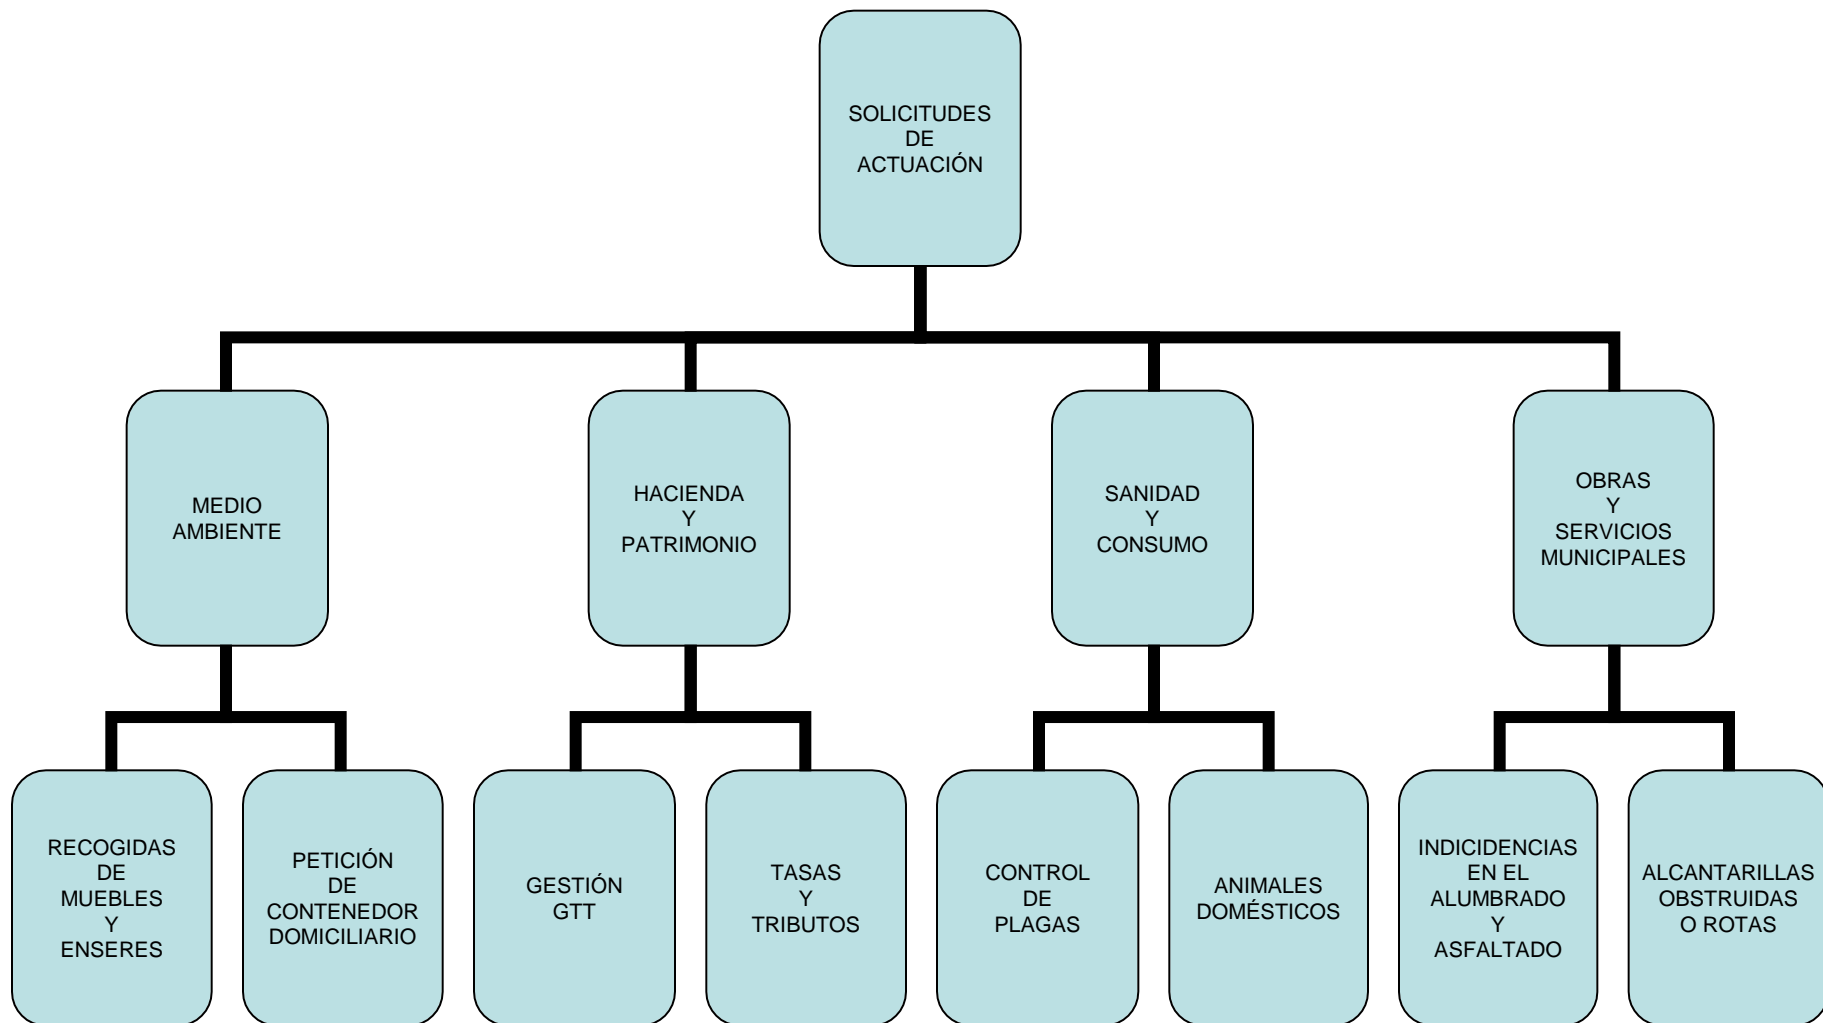 SOLICITUDES
DE
ACTUACIÓN
MEDIO
AMBIENTE
HACIENDA
Y
PATRIMONIO
SANIDAD
Y
CONSUMO
OBRAS
Y
SERVICIOS
MUNICIPALES
RECOGIDAS
DE
MUEBLES
Y
ENSERES
PETICIÓN
DE
CONTENEDOR
DOMICILIARIO
GESTIÓN
GTT
TASAS
Y
TRIBUTOS
CONTROL
DE
PLAGAS
ANIMALES
DOMÉSTICOS
INDICIDENCIAS
EN EL
ALUMBRADO
Y
ASFALTADO
ALCANTARILLAS
OBSTRUIDAS
O ROTAS